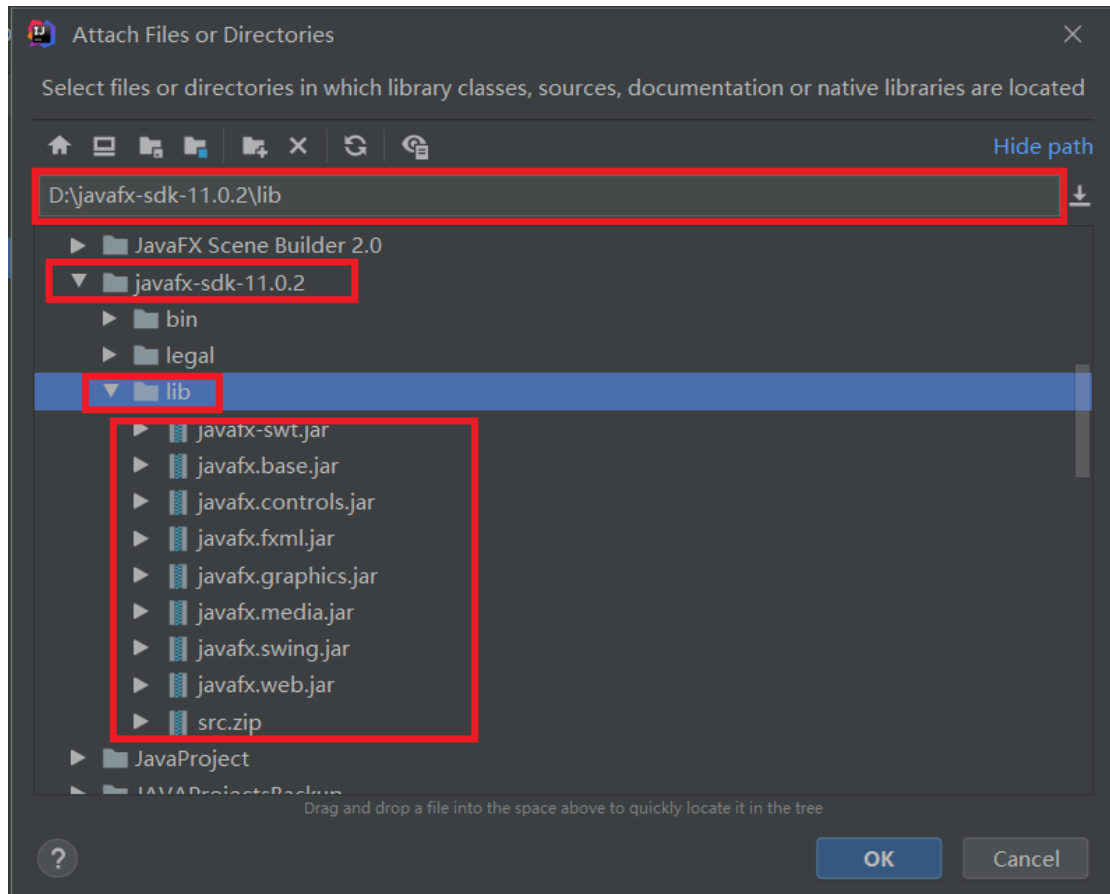 Attach Files or Directories
Select files or directories in which library classes, sources, documentation or native libraries are located
Hide path
D:\javafx-sdk-11.0.2\lib
JavaFX Scene Builder 2.0
javafx-sdk-11.0.2
bin
legal
lib
javafx-swt.jar
javafx.base.jar
javafx.controls.jar
javafx.fxml.jar
javafx.graphics.jar
javafx.media.jar
javafx.swing.jar
javafx.web.jar
src.zip
JavaProject
JAVAProjectsBackup
Drag and drop a file into the space above to quickly locate it in the tree
?
OK
Cancel